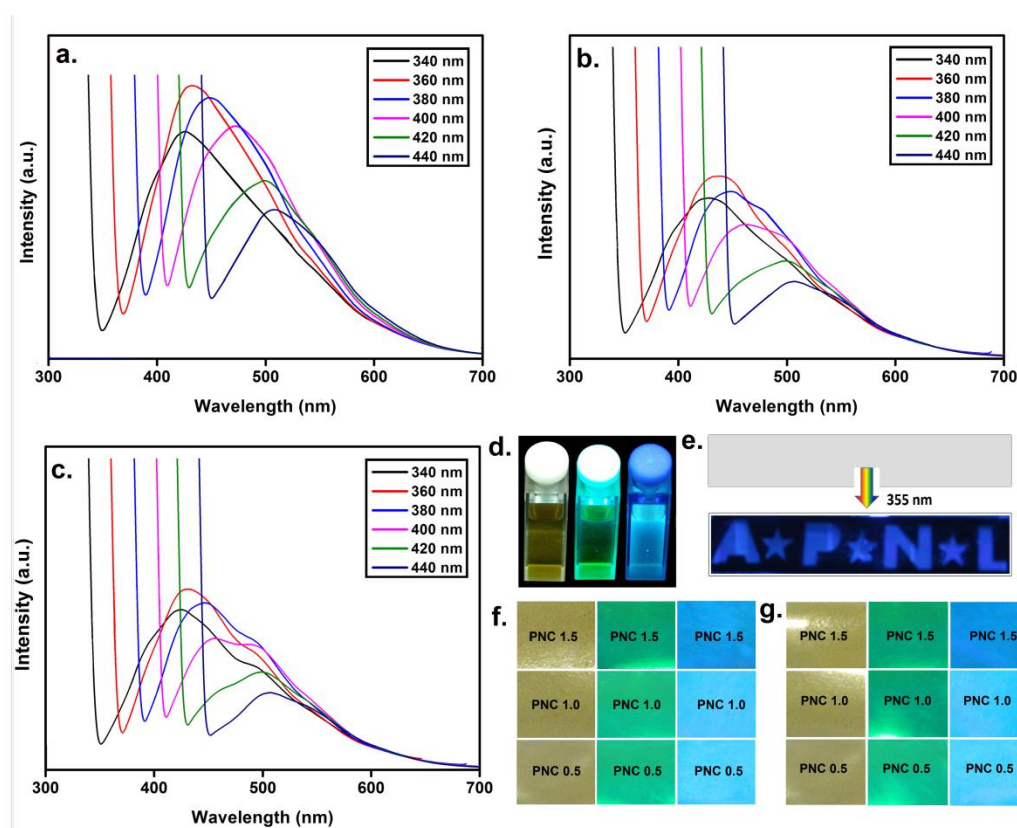 a.
340 nm
360 nm
380 nm
400 nm
420 nm
440 nm
Intensity (a.u.)
300 400 500 600 700
Wavelength (nm)
b.
340 nm
360 nm
380 nm
400 nm
420 nm
440 nm
Intensity (a.u.)
300 400 500 600 700
Wavelength (nm)
c.
340 nm
360 nm
380 nm
400 nm
420 nm
440 nm
Intensity (a.u.)
300 400 500 600 700
Wavelength (nm)
d.
e.
355 nm
A★P★N★L
f.
PNC 1.5 PNC 1.5 PNC 1.5
PNC 1.0 PNC 1.0 PNC 1.0
PNC 0.5 PNC 0.5 PNC 0.5
g.
PNC 1.5 PNC 1.5 PNC 1.5
PNC 1.0 PNC 1.0 PNC 1.0
PNC 0.5 PNC 0.5 PNC 0.5